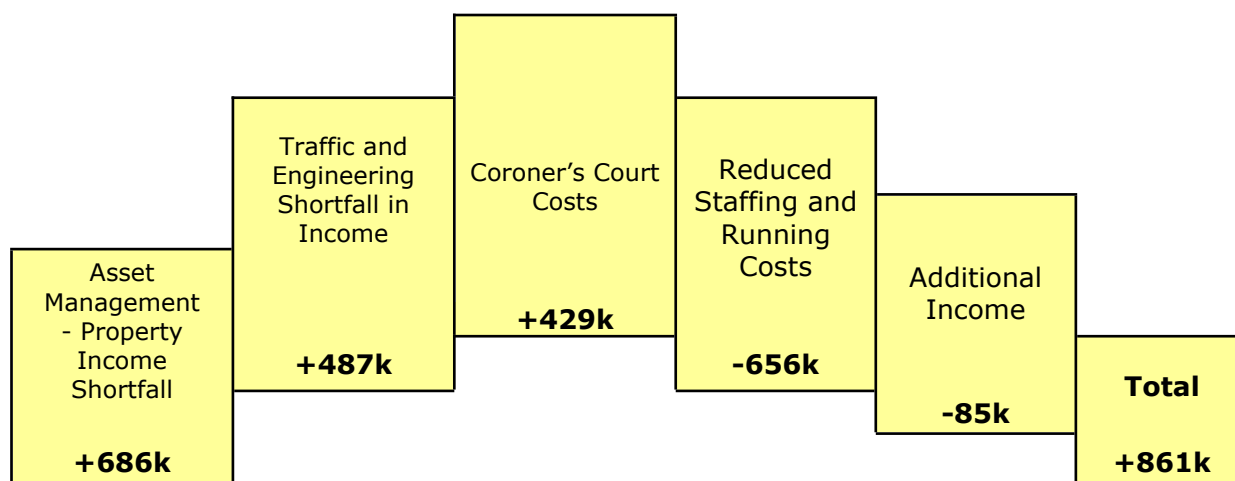 Asset
Management
- Property
Income
Shortfall
+686k
Traffic and
Engineering
Shortfall in
Income
+487k
Coroner’s Court
Costs
+429k
Reduced
Staffing and
Running
Costs
-656k
Additional
Income
-85k
Total
+861k